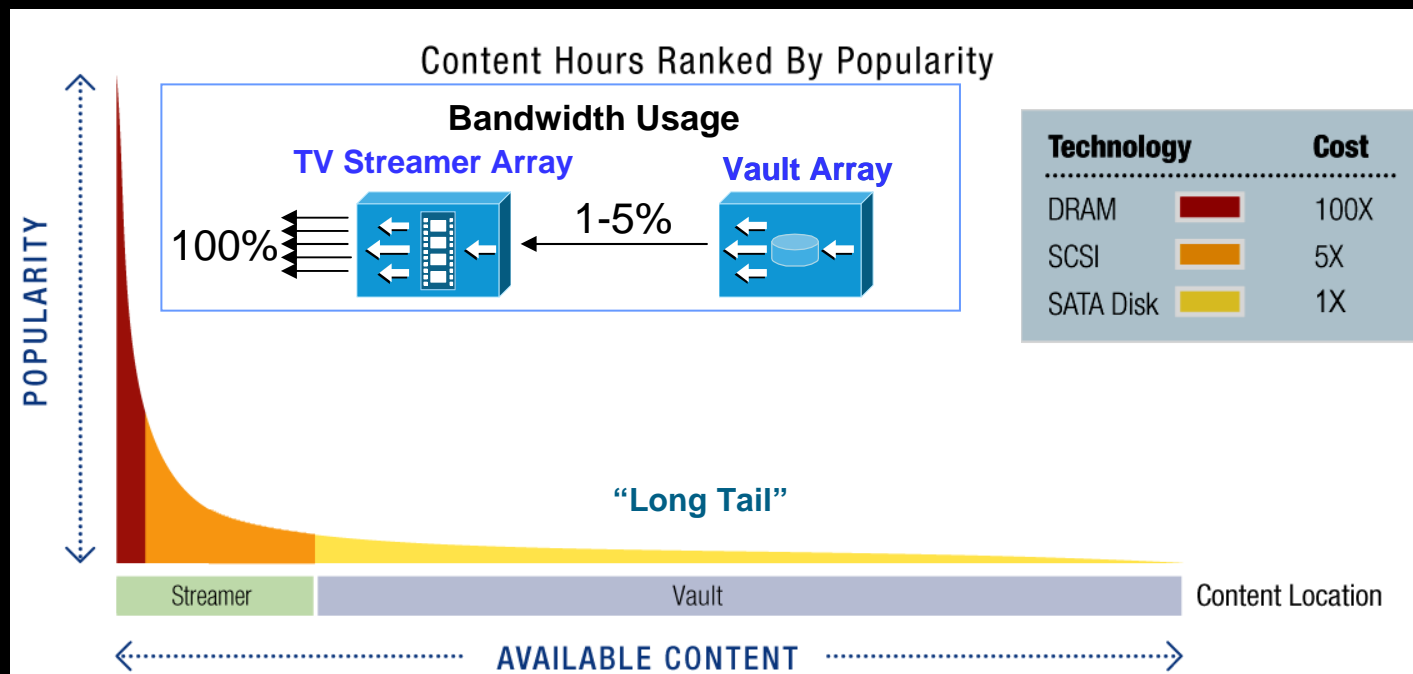 Content Hours Ranked By Popularity
Bandwidth Usage
TV Streamer Array
Vault Array
100%
1-5%
Technology Cost
DRAM 100X
SCSI 5X
SATA Disk 1X
POPULARITY
“Long Tail”
Streamer
Vault
Content Location
AVAILABLE CONTENT